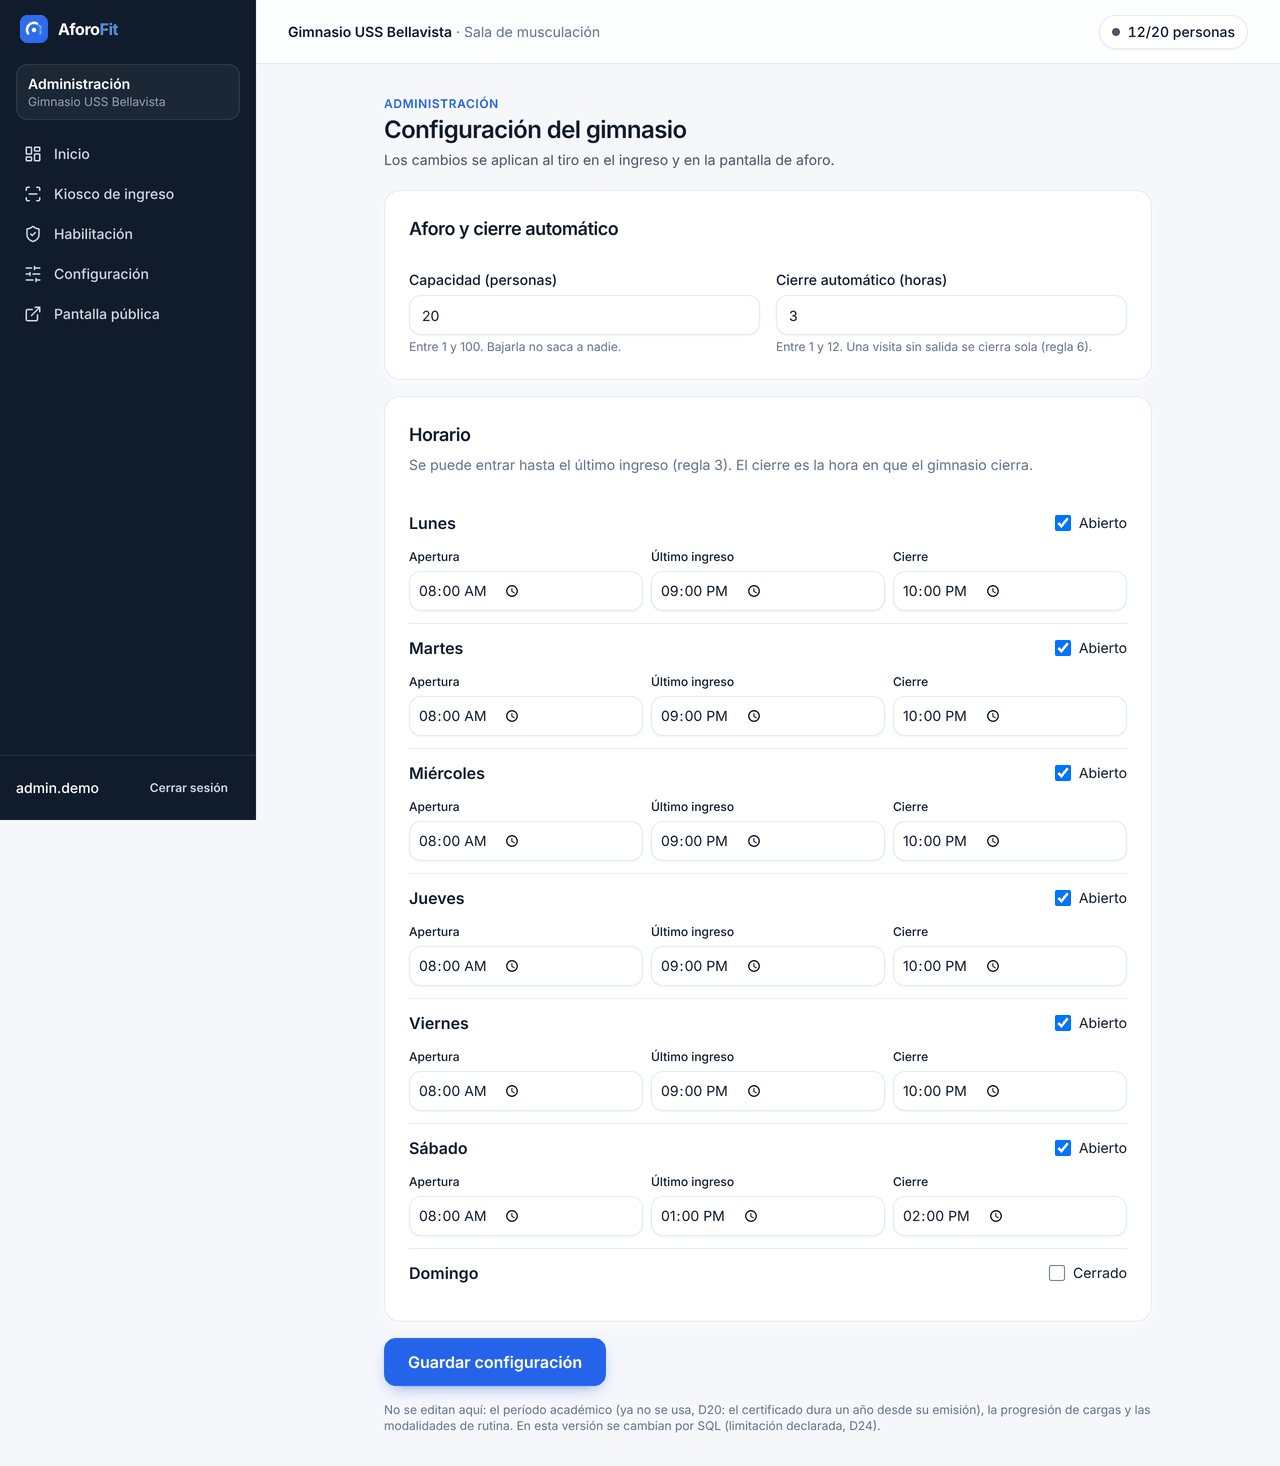 AforoFit
Administración
Gimnasio USS Bellavista
Inicio
Kiosco de ingreso
Habilitación
Configuración
Pantalla pública
admin.demo
Cerrar sesión
Gimnasio USS Bellavista · Sala de musculación
12/20 personas
ADMINISTRACIÓN
Configuración del gimnasio
Los cambios se aplican al tiro en el ingreso y en la pantalla de aforo.
Aforo y cierre automático
Capacidad (personas)
20
Entre 1 y 100. Bajarla no saca a nadie.
Cierre automático (horas)
3
Entre 1 y 12. Una visita sin salida se cierra sola (regla 6).
Horario
Se puede entrar hasta el último ingreso (regla 3). El cierre es la hora en que el gimnasio cierra.
Lunes
Abierto
Apertura Último ingreso Cierre
08:00 AM 09:00 PM 10:00 PM
Martes
Abierto
Apertura Último ingreso Cierre
08:00 AM 09:00 PM 10:00 PM
Miércoles
Abierto
Apertura Último ingreso Cierre
08:00 AM 09:00 PM 10:00 PM
Jueves
Abierto
Apertura Último ingreso Cierre
08:00 AM 09:00 PM 10:00 PM
Viernes
Abierto
Apertura Último ingreso Cierre
08:00 AM 09:00 PM 10:00 PM
Sábado
Abierto
Apertura Último ingreso Cierre
08:00 AM 01:00 PM 02:00 PM
Domingo
Cerrado
Guardar configuración
No se editan aquí: el período académico (ya no se usa, D20: el certificado dura un año desde su emisión), la progresión de cargas y las
modalidades de rutina. En esta versión se cambian por SQL (limitación declarada, D24).